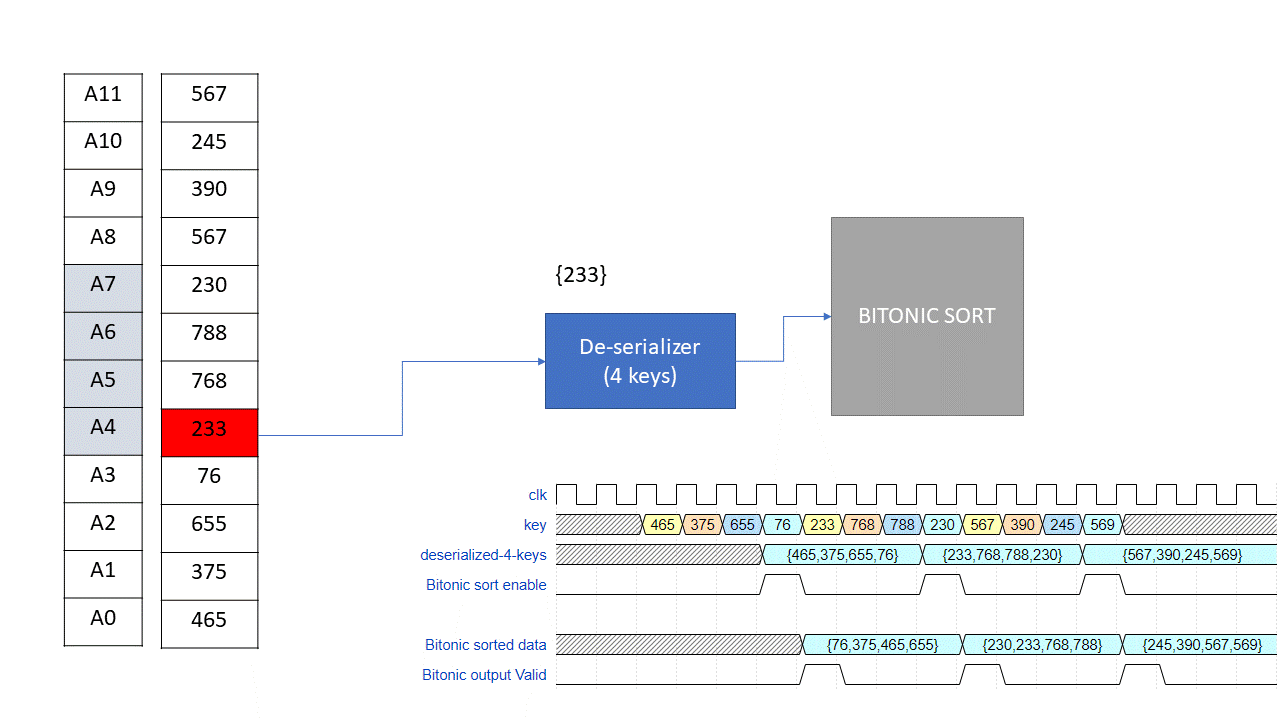 A11 567
A10 245
A9 390
A8 567
A7 230
A6 788
A5 768
A4 233
A3 76
A2 655
A1 375
A0 465
{233}
De-serializer
(4 keys)
BITONIC SORT
clk
key 465 375 655 76 233 768 788 230 567 390 245 569
deserialized-4-keys {465,375,655,76} {233,768,788,230} {567,390,245,569}
Bitonic sort enable
Bitonic sorted data {76,375,465,655} {230,233,768,788} {245,390,567,569}
Bitonic output Valid